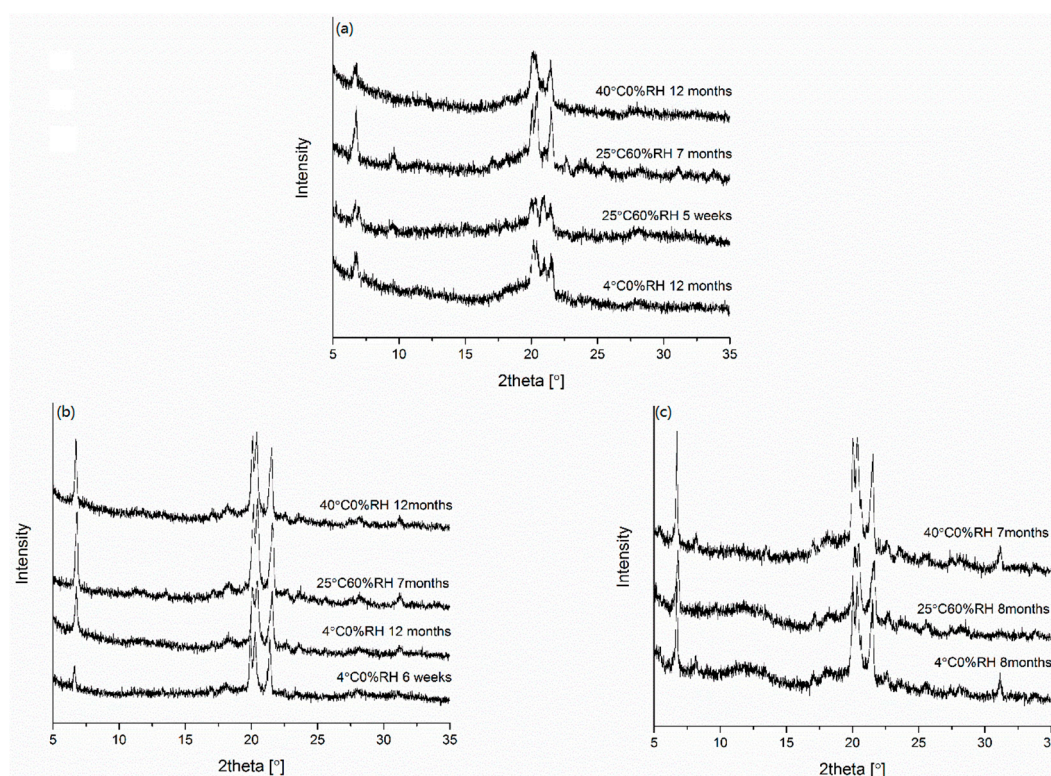 (a)
40°C0%RH 12 months
25°C60%RH 7 months
25°C60%RH 5 weeks
4°C0%RH 12 months
Intensity
5 10 15 20 25 30 35
2theta [°]
(b)
40°C0%RH 12months
25°C60%RH 7months
4°C0%RH 12 months
4°C0%RH 6 weeks
Intensity
5 10 15 20 25 30 35
2theta [°]
(c)
40°C0%RH 7months
25°C60%RH 8months
4°C0%RH 8months
Intensity
5 10 15 20 25 30 35
2theta [°]